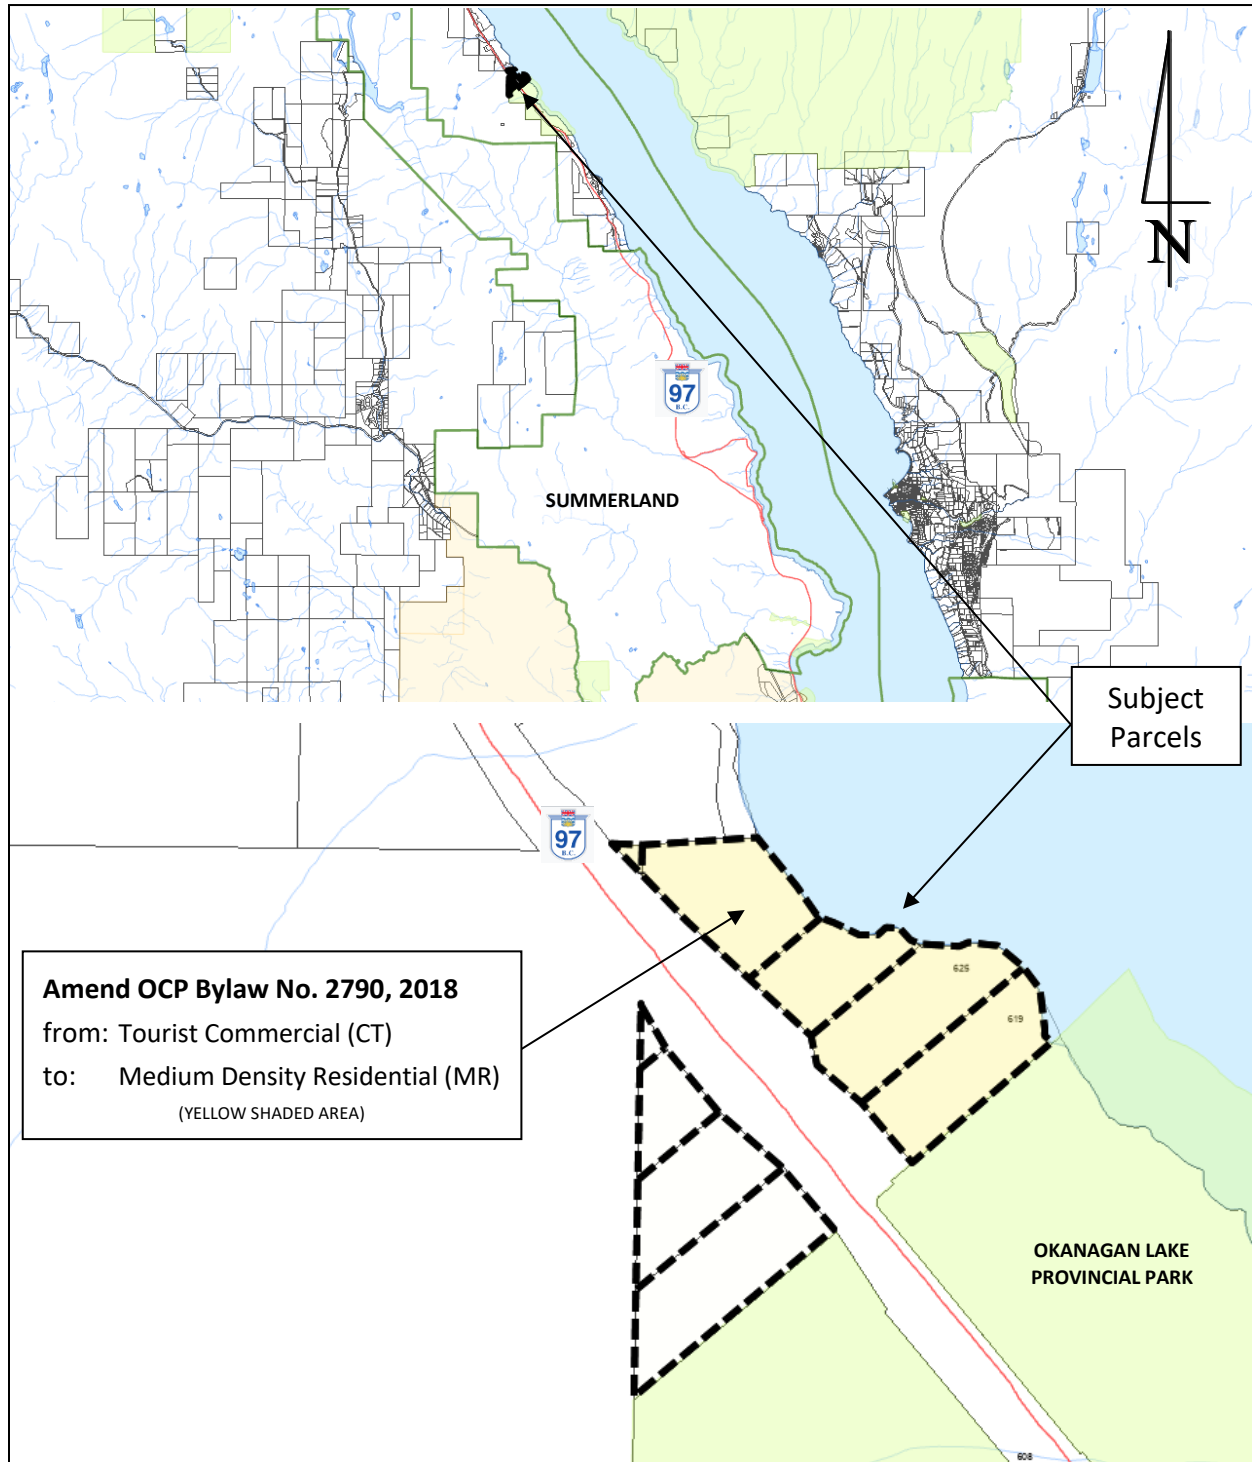 N
97
B.C.
SUMMERLAND
Subject
Parcels
97
B.C.
Amend OCP Bylaw No. 2790, 2018
from: Tourist Commercial (CT)
to: Medium Density Residential (MR)
(YELLOW SHADED AREA)
625
619
OKANAGAN LAKE
PROVINCIAL PARK
608